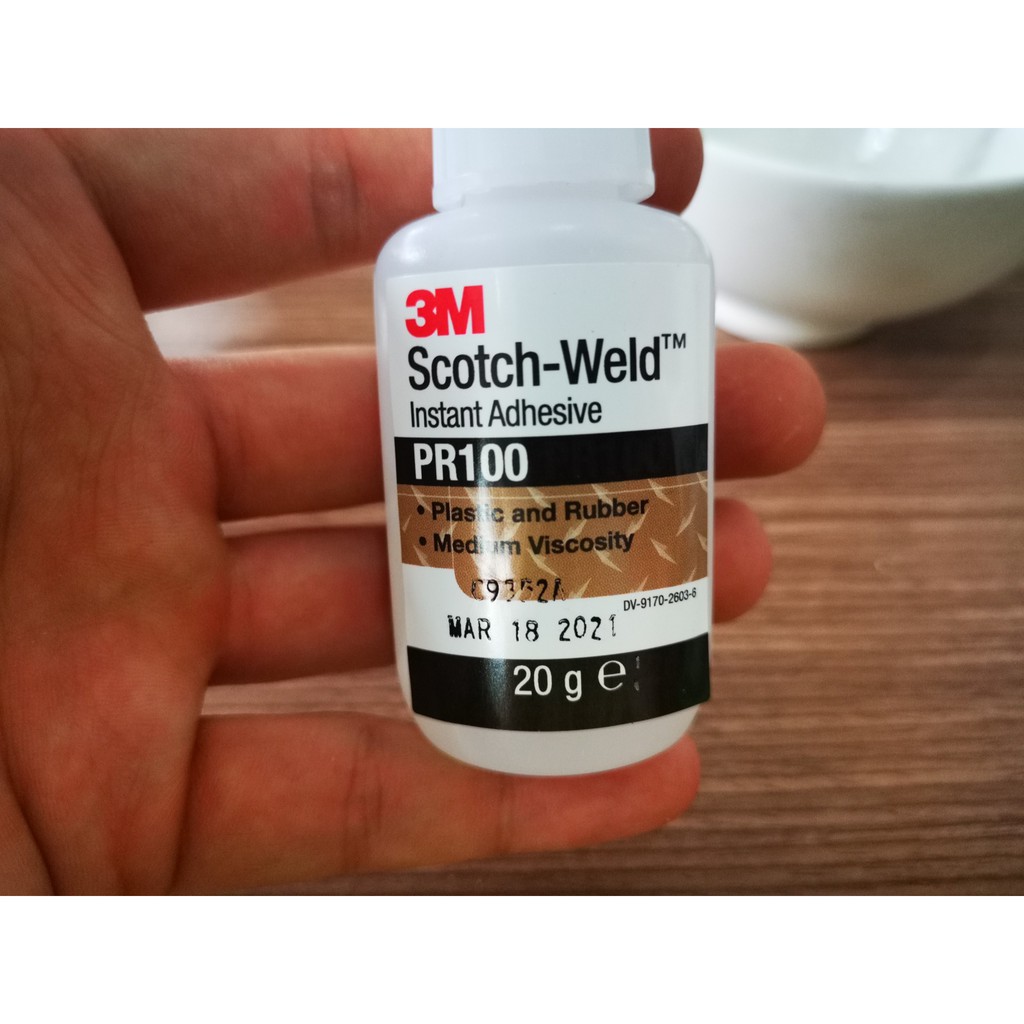 3M
Scotch-Weld™
Instant Adhesive
PR100
• Plastic and Rubber
• Medium Viscosity
C9352A
DV-9170-2603-6
MAR 18 2021
20 g ℮